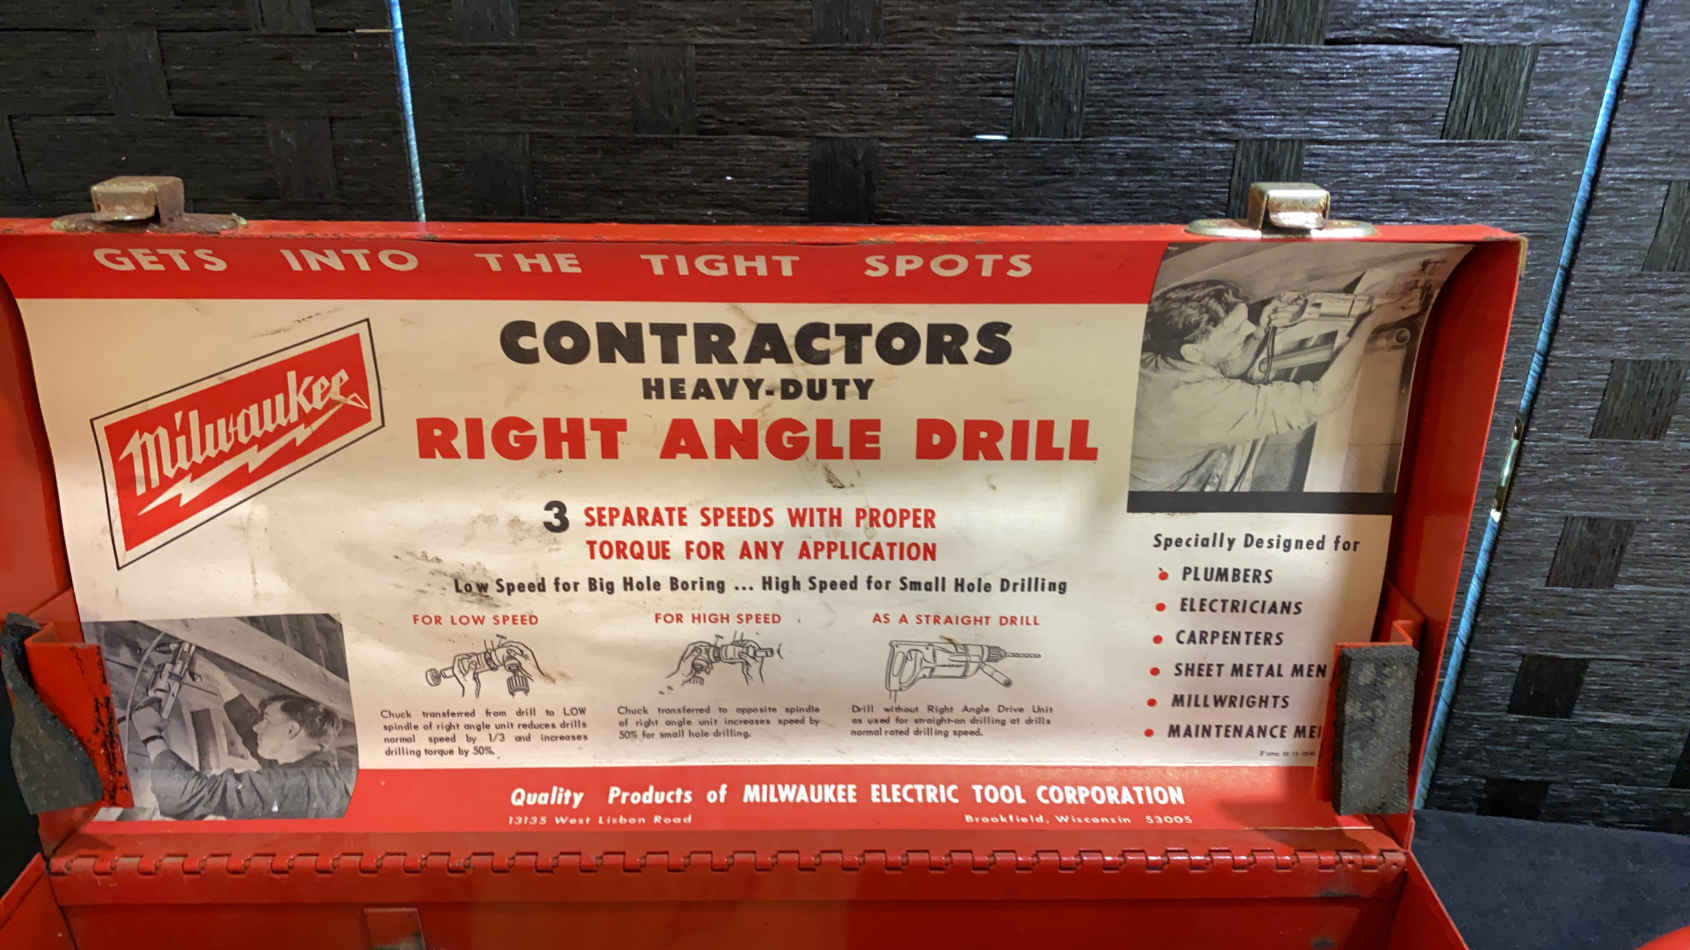 GETS INTO THE TIGHT SPOTS
Milwaukee
CONTRACTORS
HEAVY-DUTY
RIGHT ANGLE DRILL
3 SEPARATE SPEEDS WITH PROPER
TORQUE FOR ANY APPLICATION
Low Speed for Big Hole Boring ... High Speed for Small Hole Drilling
FOR LOW SPEED
Chuck transferred from drill to LOW
spindle of right angle unit reduces drills
normal speed by 1/3 and increases
drilling torque by 50%.
FOR HIGH SPEED
Chuck transferred to opposite spindle
of right angle unit increases speed by
50% for small hole drilling.
AS A STRAIGHT DRILL
Drill without Right Angle Drive Unit
as used for straight-on drilling at drills
normal rated drilling speed.
Specially Designed for
• PLUMBERS
• ELECTRICIANS
• CARPENTERS
• SHEET METAL MEN
• MILLWRIGHTS
• MAINTENANCE ME
Quality Products of MILWAUKEE ELECTRIC TOOL CORPORATION
13135 West Lisbon Road Brookfield, Wisconsin 53005